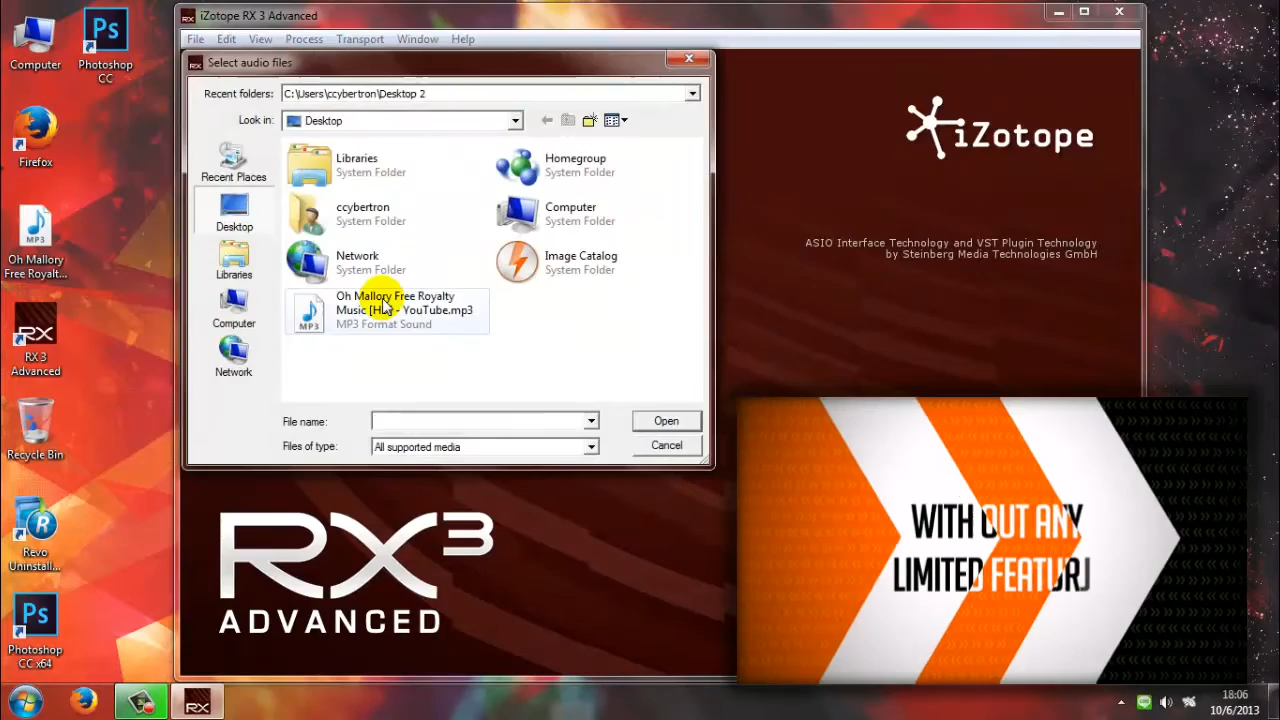 iZotope RX 3 Advanced
File Edit View Process Transport Window Help
Select audio files
Recent folders: C:\Users\ccybertron\Desktop 2
Look in: Desktop
Recent Places
Desktop
Libraries
Computer
Network
Libraries
System Folder
Homegroup
System Folder
ccybertron
System Folder
Computer
System Folder
Network
System Folder
Image Catalog
System Folder
Oh Mallory Free Royalty
Music - YouTube.mp3
MP3 Format Sound
MP3
File name:
Open
Files of type: All supported media
Cancel
iZotope
ASIO Interface Technology and VST Plugin Technology
by Steinberg Media Technologies GmbH
RX3
ADVANCED
WITH OUT ANY
LIMITED
Computer
Ps
Photoshop
CC
Firefox
MP3
Oh Mallory
Free Royalt...
RX
RX 3
Advanced
Recycle Bin
R
Revo
Uninstall...
Ps
Photoshop
CC x64
18:06
10/6/2013